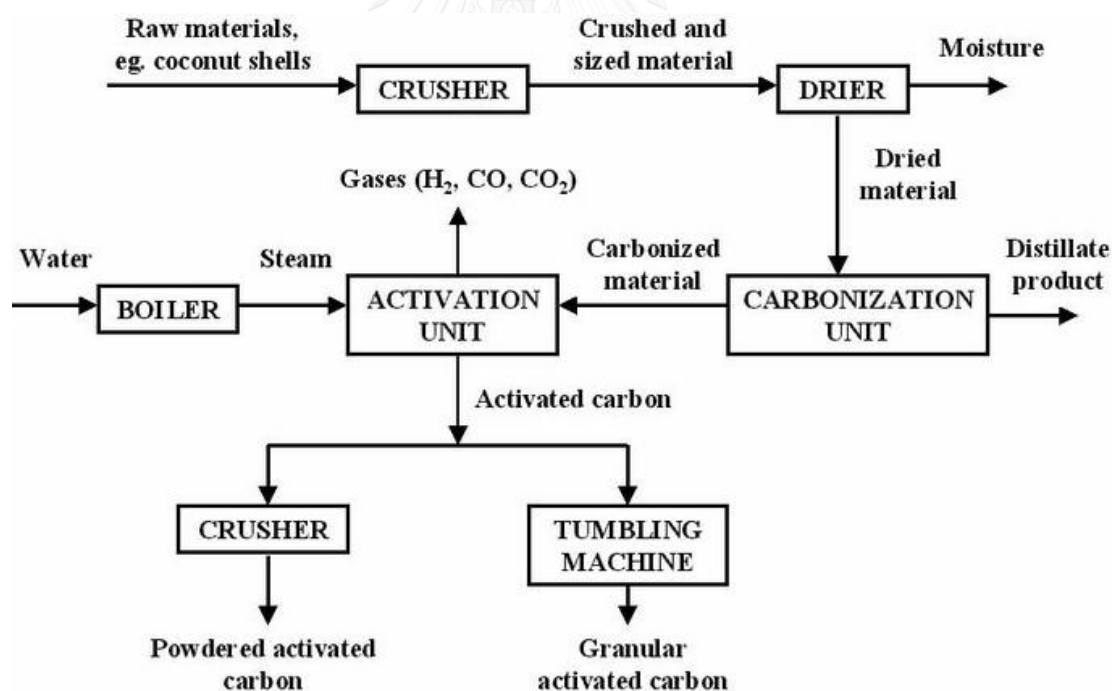 Raw materials,
eg. coconut shells
CRUSHER
Crushed and
sized material
DRIER
Moisture
Dried
material
Gases (H₂, CO, CO₂)
Water
BOILER
Steam
ACTIVATION
UNIT
Carbonized
material
CARBONIZATION
UNIT
Distillate
product
Activated carbon
CRUSHER
TUMBLING
MACHINE
Powdered activated
carbon
Granular
activated carbon